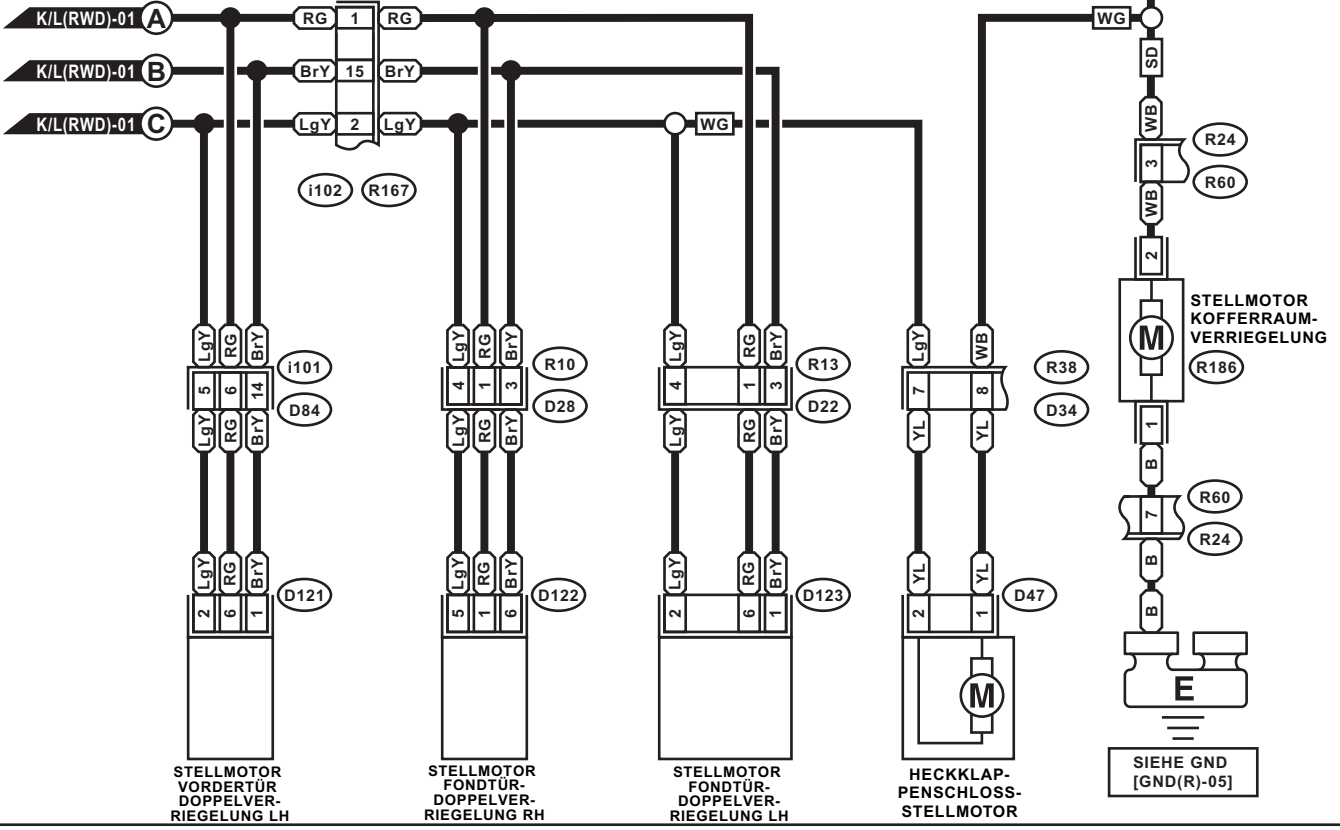 K/L(RWD)-01 A RG 1 RG WG
K/L(RWD)-01 B BrY 15 BrY SD
K/L(RWD)-01 C LgY 2 LgY WG WB
i102 R167
3 R24
R60
WB
2
STELLMOTOR
KOFFERRAUM-
VERRIEGELUNG
M
R186
LgY RG BrY LgY RG BrY LgY RG BrY LgY WB
5 6 14 i101 4 1 3 R10 4 1 3 R13 7 8 R38
D84 D28 D22 D34
LgY RG BrY LgY RG BrY LgY RG BrY YL YL
1
B
7 R60
R24
B
LgY RG BrY LgY RG BrY LgY RG BrY YL YL
2 6 1 D121 5 1 6 D122 2 6 1 D123 2 1 D47
B
M
E
SIEHE GND
[GND(R)-05]
STELLMOTOR
VORDERTÜR
DOPPELVER-
RIEGELUNG LH
STELLMOTOR
FONDTÜR-
DOPPELVER-
RIEGELUNG RH
STELLMOTOR
FONDTÜR-
DOPPELVER-
RIEGELUNG LH
HECKKLAP-
PENSCHLOSS-
STELLMOTOR